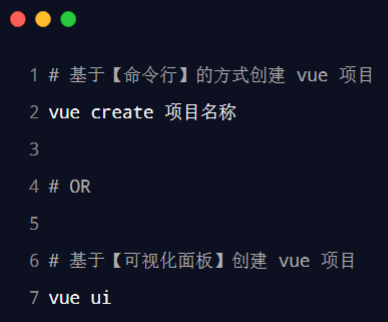 1 # 基于【命令行】的方式创建 vue 项目
2 vue create 项目名称
3
4 # OR
5
6 # 基于【可视化面板】创建 vue 项目
7 vue ui